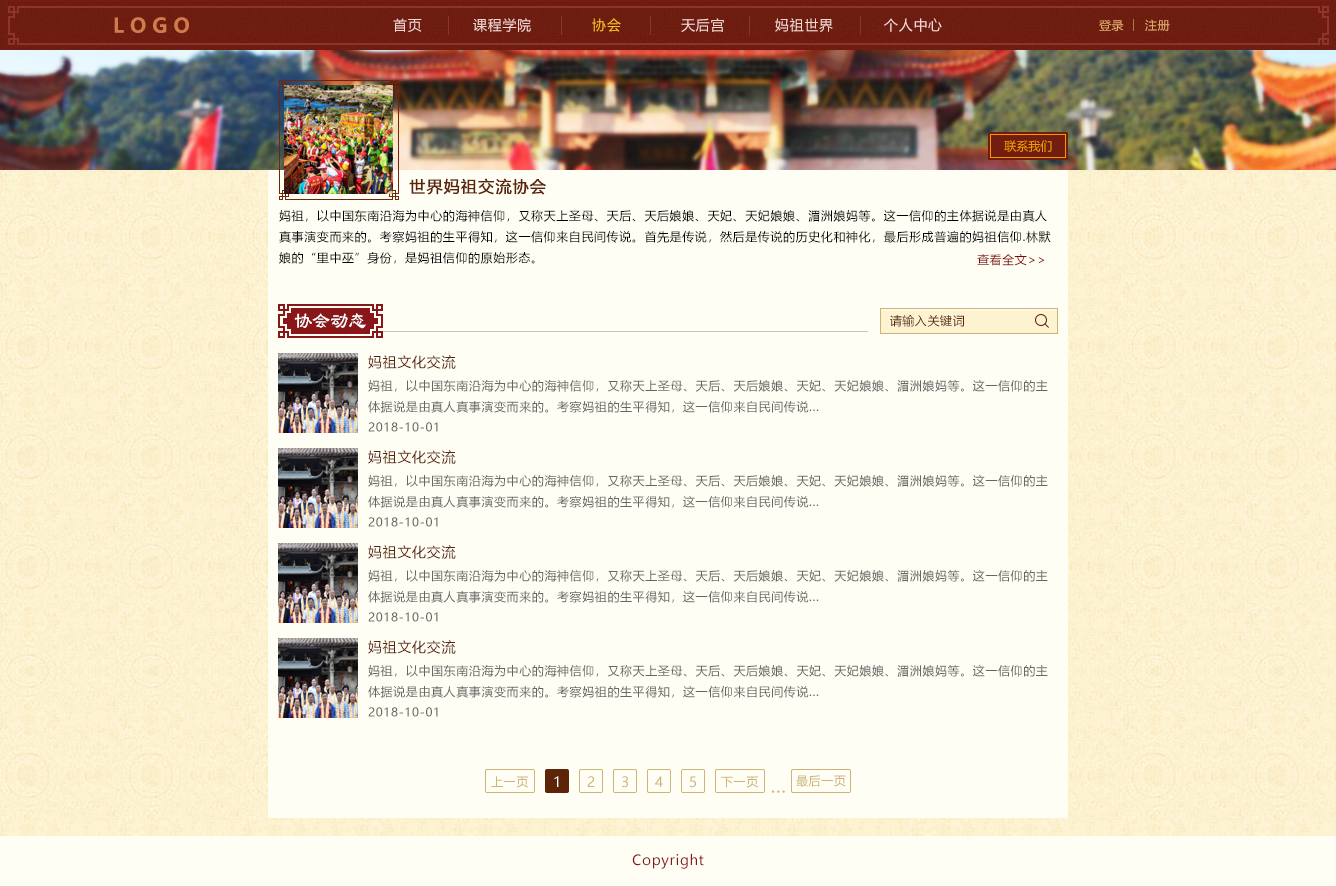 LOGO
首页
课程学院
协会
天后宫
妈祖世界
个人中心
登录
注册
联系我们
世界妈祖交流协会
妈祖，以中国东南沿海为中心的海神信仰，又称天上圣母、天后、天后娘娘、天妃、天妃娘娘、湄洲娘妈等。这一信仰的主体据说是由真人
真事演变而来的。考察妈祖的生平得知，这一信仰来自民间传说。首先是传说，然后是传说的历史化和神化，最后形成普遍的妈祖信仰.林默
娘的“里中巫”身份，是妈祖信仰的原始形态。
查看全文>>
协会动态
请输入关键词
妈祖文化交流
妈祖，以中国东南沿海为中心的海神信仰，又称天上圣母、天后、天后娘娘、天妃、天妃娘娘、湄洲娘妈等。这一信仰的主
体据说是由真人真事演变而来的。考察妈祖的生平得知，这一信仰来自民间传说...
2018-10-01
妈祖文化交流
妈祖，以中国东南沿海为中心的海神信仰，又称天上圣母、天后、天后娘娘、天妃、天妃娘娘、湄洲娘妈等。这一信仰的主
体据说是由真人真事演变而来的。考察妈祖的生平得知，这一信仰来自民间传说...
2018-10-01
妈祖文化交流
妈祖，以中国东南沿海为中心的海神信仰，又称天上圣母、天后、天后娘娘、天妃、天妃娘娘、湄洲娘妈等。这一信仰的主
体据说是由真人真事演变而来的。考察妈祖的生平得知，这一信仰来自民间传说...
2018-10-01
妈祖文化交流
妈祖，以中国东南沿海为中心的海神信仰，又称天上圣母、天后、天后娘娘、天妃、天妃娘娘、湄洲娘妈等。这一信仰的主
体据说是由真人真事演变而来的。考察妈祖的生平得知，这一信仰来自民间传说...
2018-10-01
上一页 1 2 3 4 5 下一页 ... 最后一页
Copyright